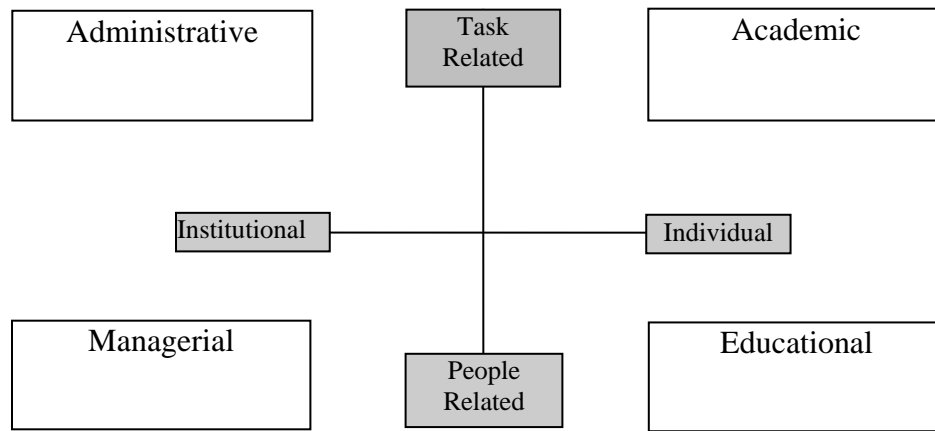 Administrative
Task
Related
Academic
Institutional
Individual
Managerial
People
Related
Educational